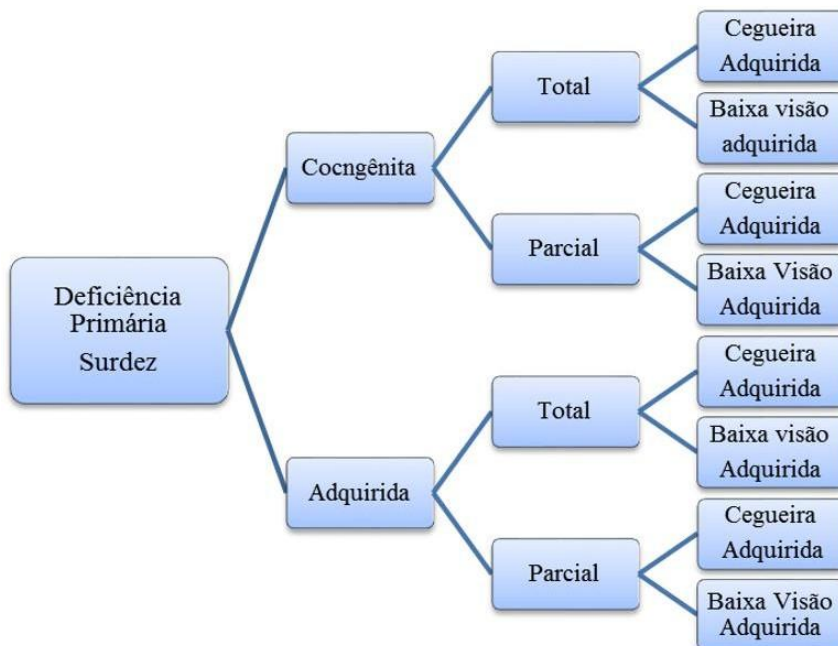 Deficiência
Primária
Surdez
Cocngênita
Total
Cegueira
Adquirida
Baixa visão
adquirida
Parcial
Cegueira
Adquirida
Baixa Visão
Adquirida
Adquirida
Total
Cegueira
Adquirida
Baixa visão
Adquirida
Parcial
Cegueira
Adquirida
Baixa Visão
Adquirida